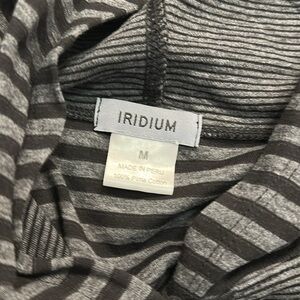 IRIDIUM
M
MADE IN PERU
100% Pima Cotton